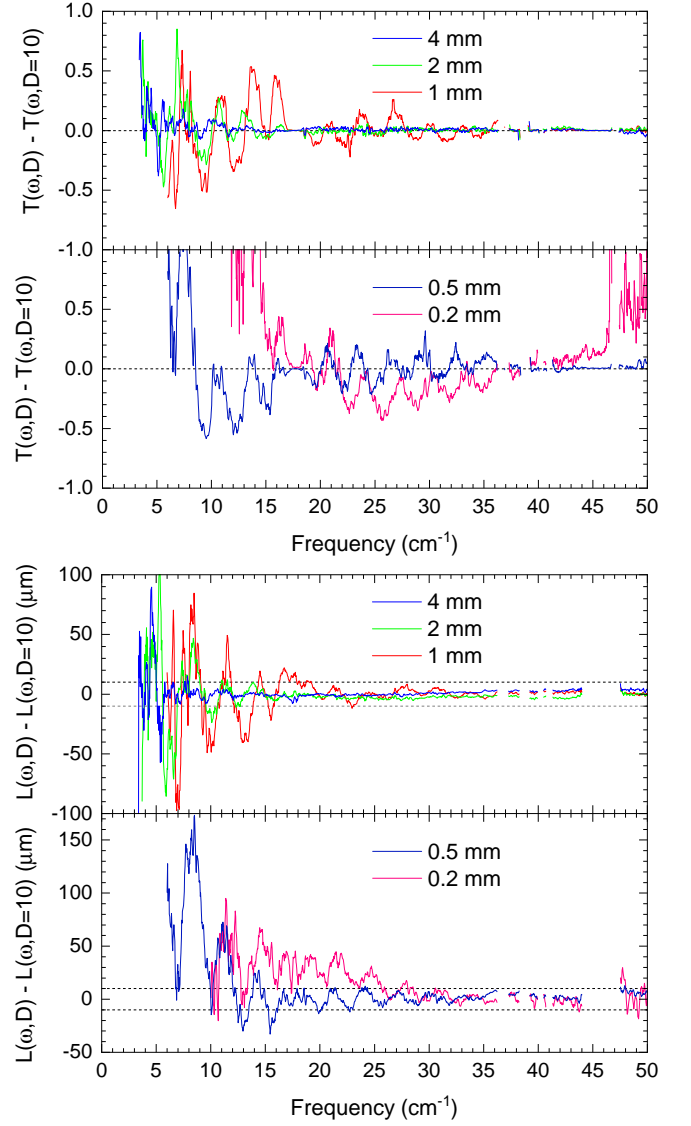 1.0
0.5
0.0
-0.5
-1.0
T(ω,D) - T(ω,D=10)
4 mm
2 mm
1 mm
0.5
0.0
-0.5
-1.0
T(ω,D) - T(ω,D=10)
0.5 mm
0.2 mm
0 5 10 15 20 25 30 35 40 45 50
Frequency (cm⁻¹)
100
50
0
-50
-100
L(ω,D) - L(ω,D=10) (μm)
4 mm
2 mm
1 mm
150
100
50
0
-50
L(ω,D) - L(ω,D=10) (μm)
0.5 mm
0.2 mm
0 5 10 15 20 25 30 35 40 45 50
Frequency (cm⁻¹)